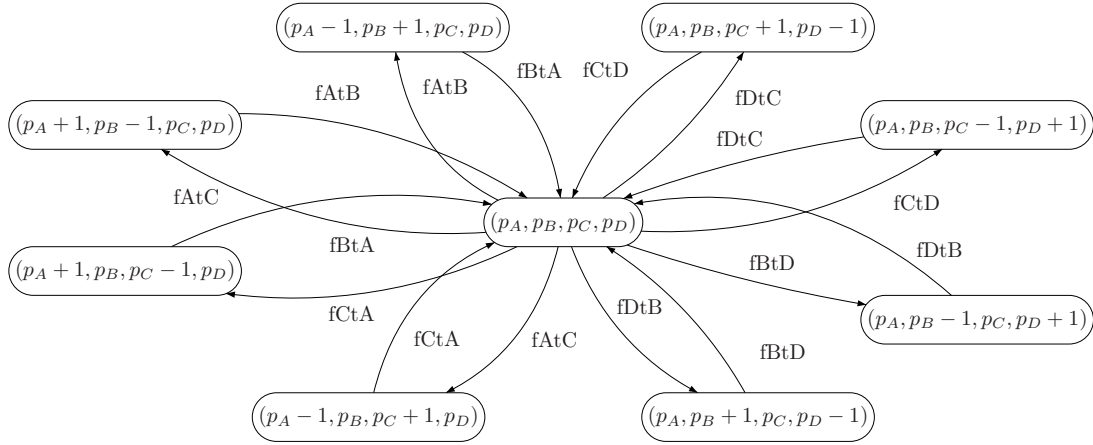 (p_A − 1, p_B + 1, p_C, p_D)
(p_A, p_B, p_C + 1, p_D − 1)
fBtA
fCtD
fAtB
fAtB
fDtC
(p_A + 1, p_B − 1, p_C, p_D)
(p_A, p_B, p_C − 1, p_D + 1)
fDtC
fAtC
fCtD
(p_A, p_B, p_C, p_D)
fBtA
fDtB
(p_A + 1, p_B, p_C − 1, p_D)
fBtD
fCtA
fDtB
(p_A, p_B − 1, p_C, p_D + 1)
fCtA
fAtC
fBtD
(p_A − 1, p_B, p_C + 1, p_D)
(p_A, p_B + 1, p_C, p_D − 1)